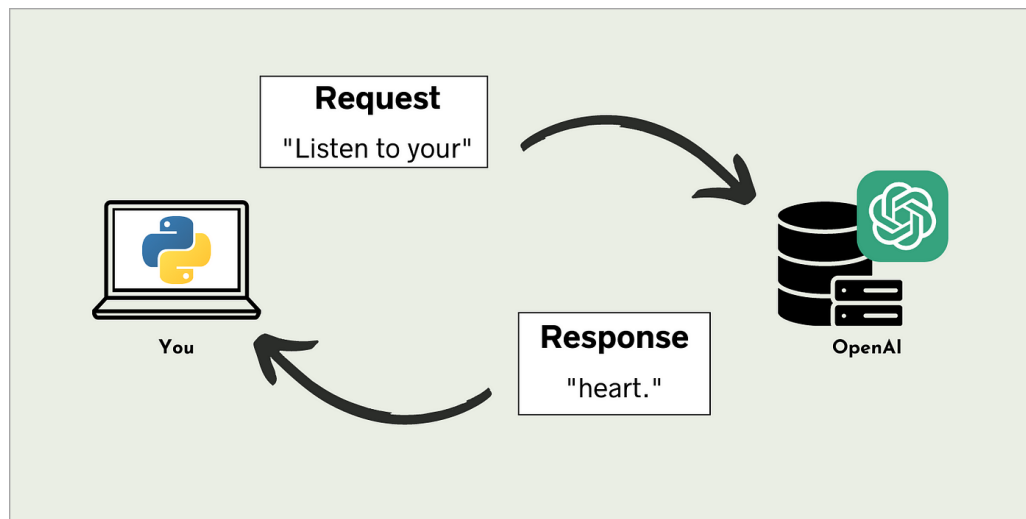 Request
"Listen to your"
You
OpenAI
Response
"heart."